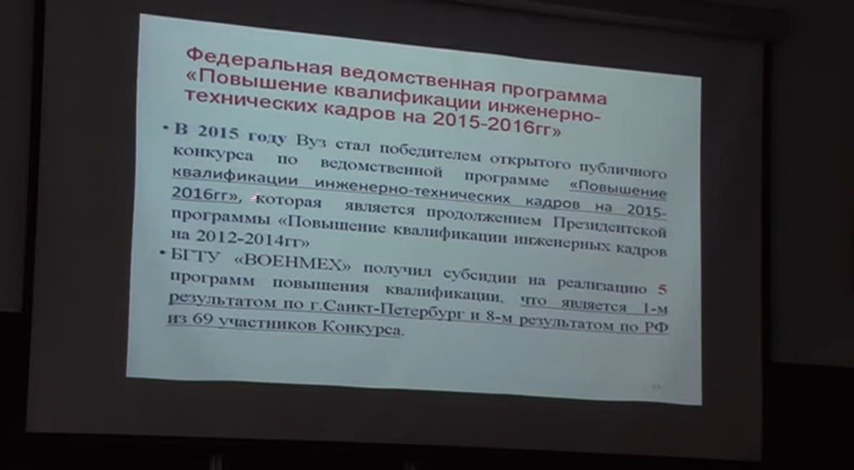 Федеральная ведомственная программа
«Повышение квалификации инженерно-
технических кадров на 2015-2016гг»
• В 2015 году Вуз стал победителем открытого публичного
конкурса по ведомственной программе «Повышение
квалификации инженерно-технических кадров на 2015-
2016гг», которая является продолжением Президентской
программы «Повышение квалификации инженерных кадров
на 2012-2014гг»
• БГТУ «ВОЕНМЕХ» получил субсидии на реализацию 5
программ повышения квалификации, что является 1-м
результатом по г.Санкт-Петербург и 8-м результатом по РФ
из 69 участников Конкурса.